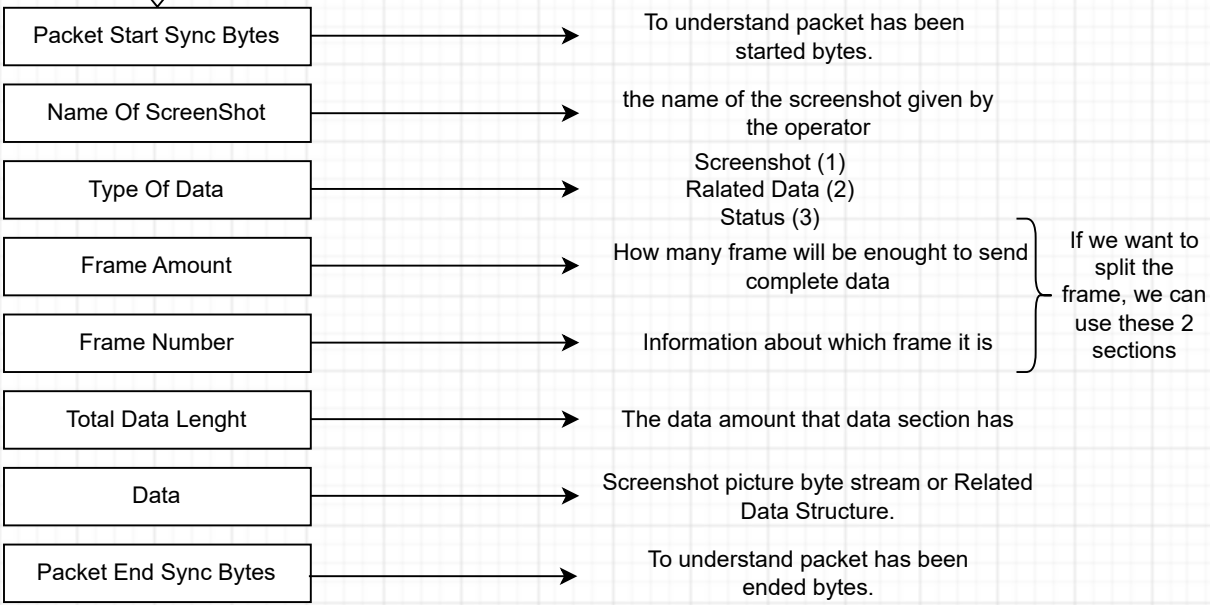 Packet Start Sync Bytes
To understand packet has been
started bytes.
Name Of ScreenShot
the name of the screenshot given by
the operator
Type Of Data
Screenshot (1)
Ralated Data (2)
Status (3)
Frame Amount
How many frame will be enought to send
complete data
Frame Number
Information about which frame it is
If we want to
split the
frame, we can
use these 2
sections
Total Data Lenght
The data amount that data section has
Data
Screenshot picture byte stream or Related
Data Structure.
Packet End Sync Bytes
To understand packet has been
ended bytes.